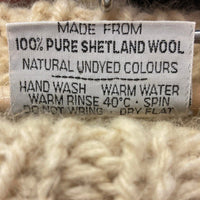 MADE FROM
100% PURE SHETLAND WOOL
NATURAL UNDYED COLOURS
HAND WASH WARM WATER
WARM RINSE 40°C · SPIN
DO NOT WRING · DRY FLAT